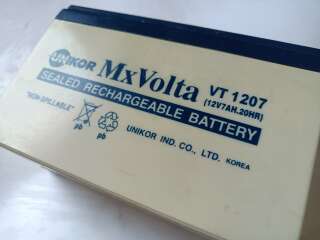 UNIKOR MxVolta VT 1207
(12V7AH.20HR)
SEALED RECHARGEABLE BATTERY
"NON-SPILLABLE"
Pb Pb
UNIKOR IND. CO., LTD. KOREA